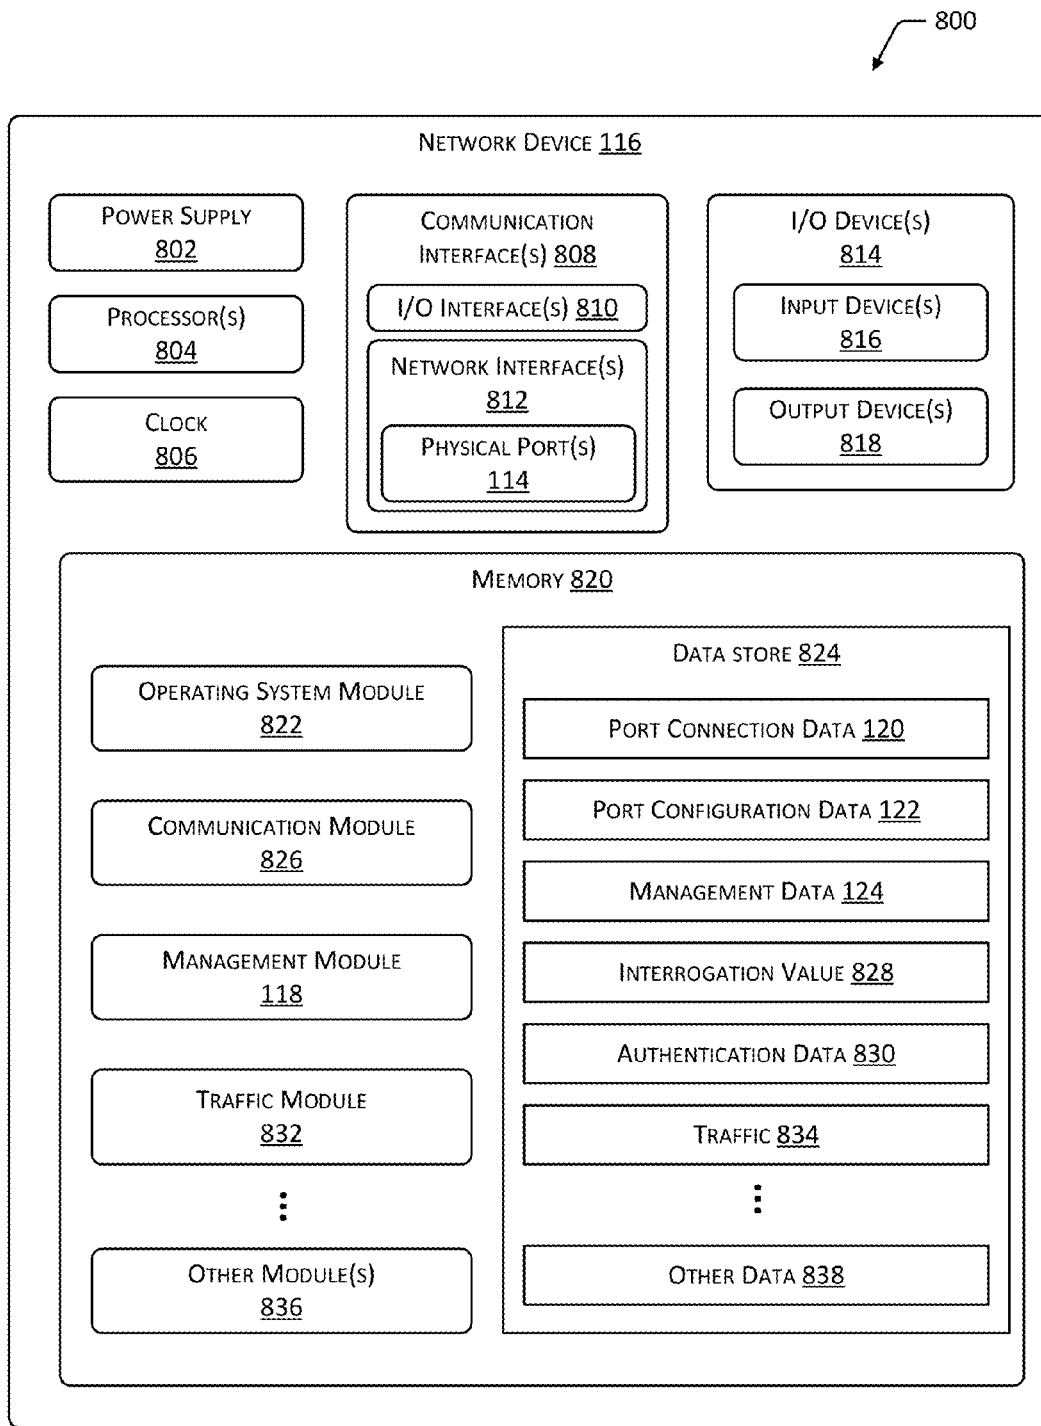 800
NETWORK DEVICE 116
POWER SUPPLY
802
PROCESSOR(S)
804
CLOCK
806
COMMUNICATION
INTERFACE(S) 808
I/O INTERFACE(S) 810
NETWORK INTERFACE(S)
812
PHYSICAL PORT(S)
114
I/O DEVICE(S)
814
INPUT DEVICE(S)
816
OUTPUT DEVICE(S)
818
MEMORY 820
OPERATING SYSTEM MODULE
822
COMMUNICATION MODULE
826
MANAGEMENT MODULE
118
TRAFFIC MODULE
832
⋮
OTHER MODULE(S)
836
DATA STORE 824
PORT CONNECTION DATA 120
PORT CONFIGURATION DATA 122
MANAGEMENT DATA 124
INTERROGATION VALUE 828
AUTHENTICATION DATA 830
TRAFFIC 834
⋮
OTHER DATA 838